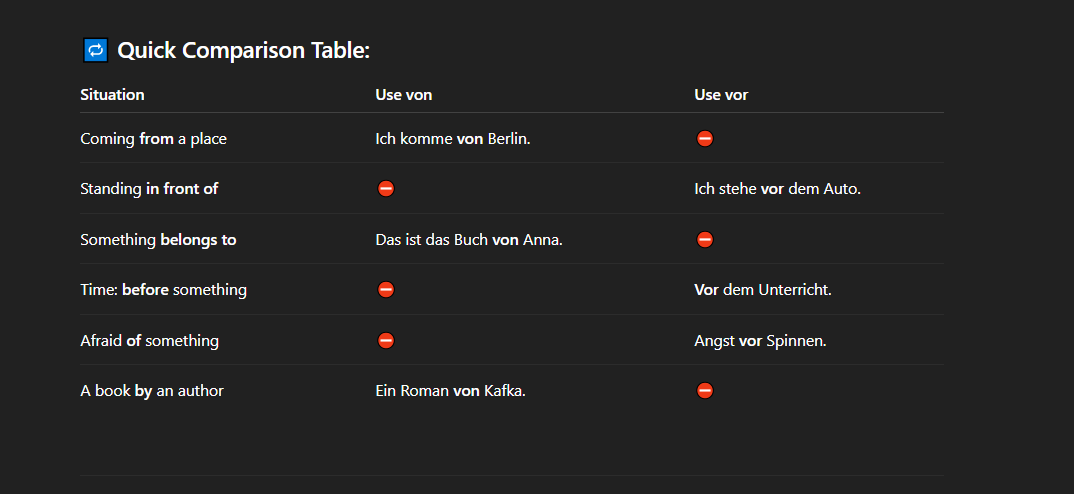 🔁 Quick Comparison Table:
Situation Use von Use vor
Coming from a place Ich komme von Berlin. ⛔
Standing in front of ⛔ Ich stehe vor dem Auto.
Something belongs to Das ist das Buch von Anna. ⛔
Time: before something ⛔ Vor dem Unterricht.
Afraid of something ⛔ Angst vor Spinnen.
A book by an author Ein Roman von Kafka. ⛔